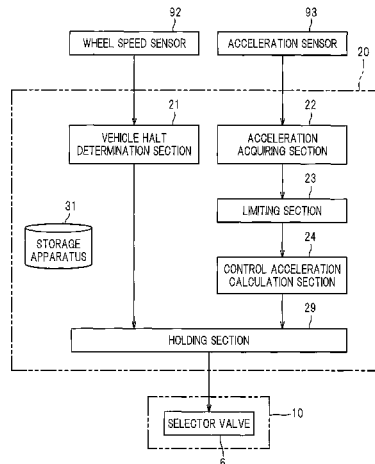 92
93
WHEEL SPEED SENSOR
ACCELERATION SENSOR
20
21
22
VEHICLE HALT
DETERMINATION SECTION
ACCELERATION
ACQUIRING SECTION
23
31
LIMITING SECTION
STORAGE
APPARATUS
24
CONTROL ACCELERATION
CALCULATION SECTION
29
HOLDING SECTION
10
SELECTOR VALVE
6